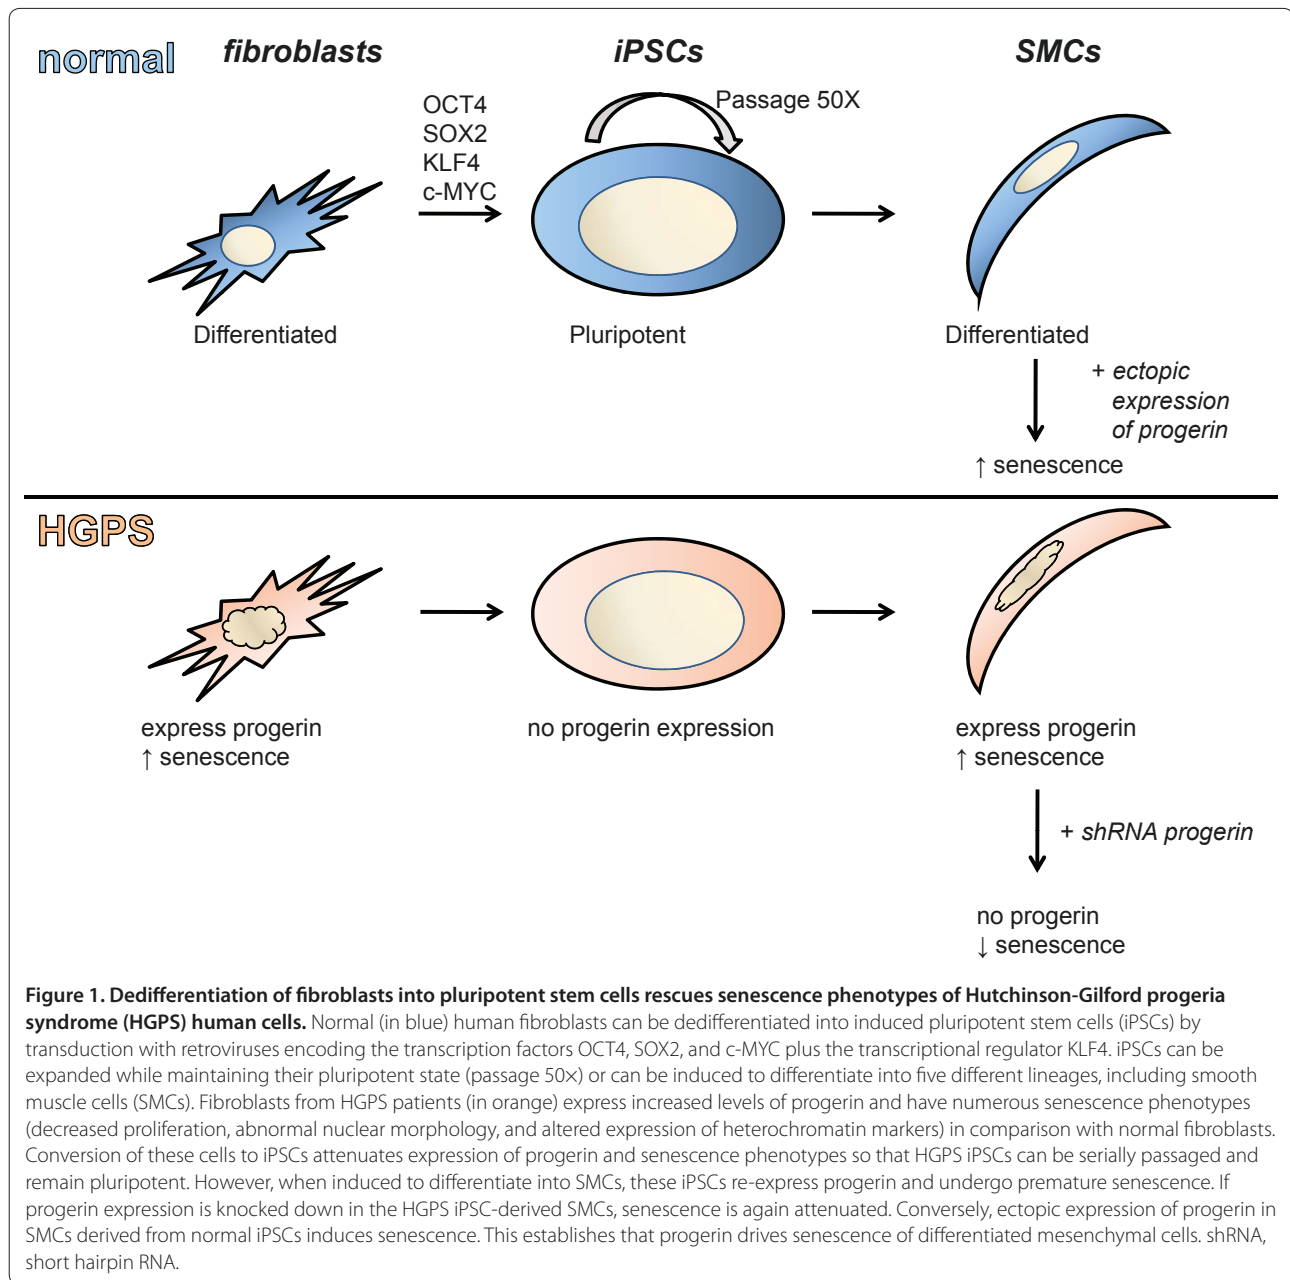 normal
fibroblasts
iPSCs
SMCs
OCT4
SOX2
KLF4
c-MYC
Passage 50X
Differentiated
Pluripotent
Differentiated
+ ectopic
expression
of progerin
↑ senescence
HGPS
express progerin
↑ senescence
no progerin expression
express progerin
↑ senescence
+ shRNA progerin
no progerin
↓ senescence
Figure 1. Dedifferentiation of fibroblasts into pluripotent stem cells rescues senescence phenotypes of Hutchinson-Gilford progeria
syndrome (HGPS) human cells. Normal (in blue) human fibroblasts can be dedifferentiated into induced pluripotent stem cells (iPSCs) by
transduction with retroviruses encoding the transcription factors OCT4, SOX2, and c-MYC plus the transcriptional regulator KLF4. iPSCs can be
expanded while maintaining their pluripotent state (passage 50×) or can be induced to differentiate into five different lineages, including smooth
muscle cells (SMCs). Fibroblasts from HGPS patients (in orange) express increased levels of progerin and have numerous senescence phenotypes
(decreased proliferation, abnormal nuclear morphology, and altered expression of heterochromatin markers) in comparison with normal fibroblasts.
Conversion of these cells to iPSCs attenuates expression of progerin and senescence phenotypes so that HGPS iPSCs can be serially passaged and
remain pluripotent. However, when induced to differentiate into SMCs, these iPSCs re-express progerin and undergo premature senescence. If
progerin expression is knocked down in the HGPS iPSC-derived SMCs, senescence is again attenuated. Conversely, ectopic expression of progerin in
SMCs derived from normal iPSCs induces senescence. This establishes that progerin drives senescence of differentiated mesenchymal cells. shRNA,
short hairpin RNA.